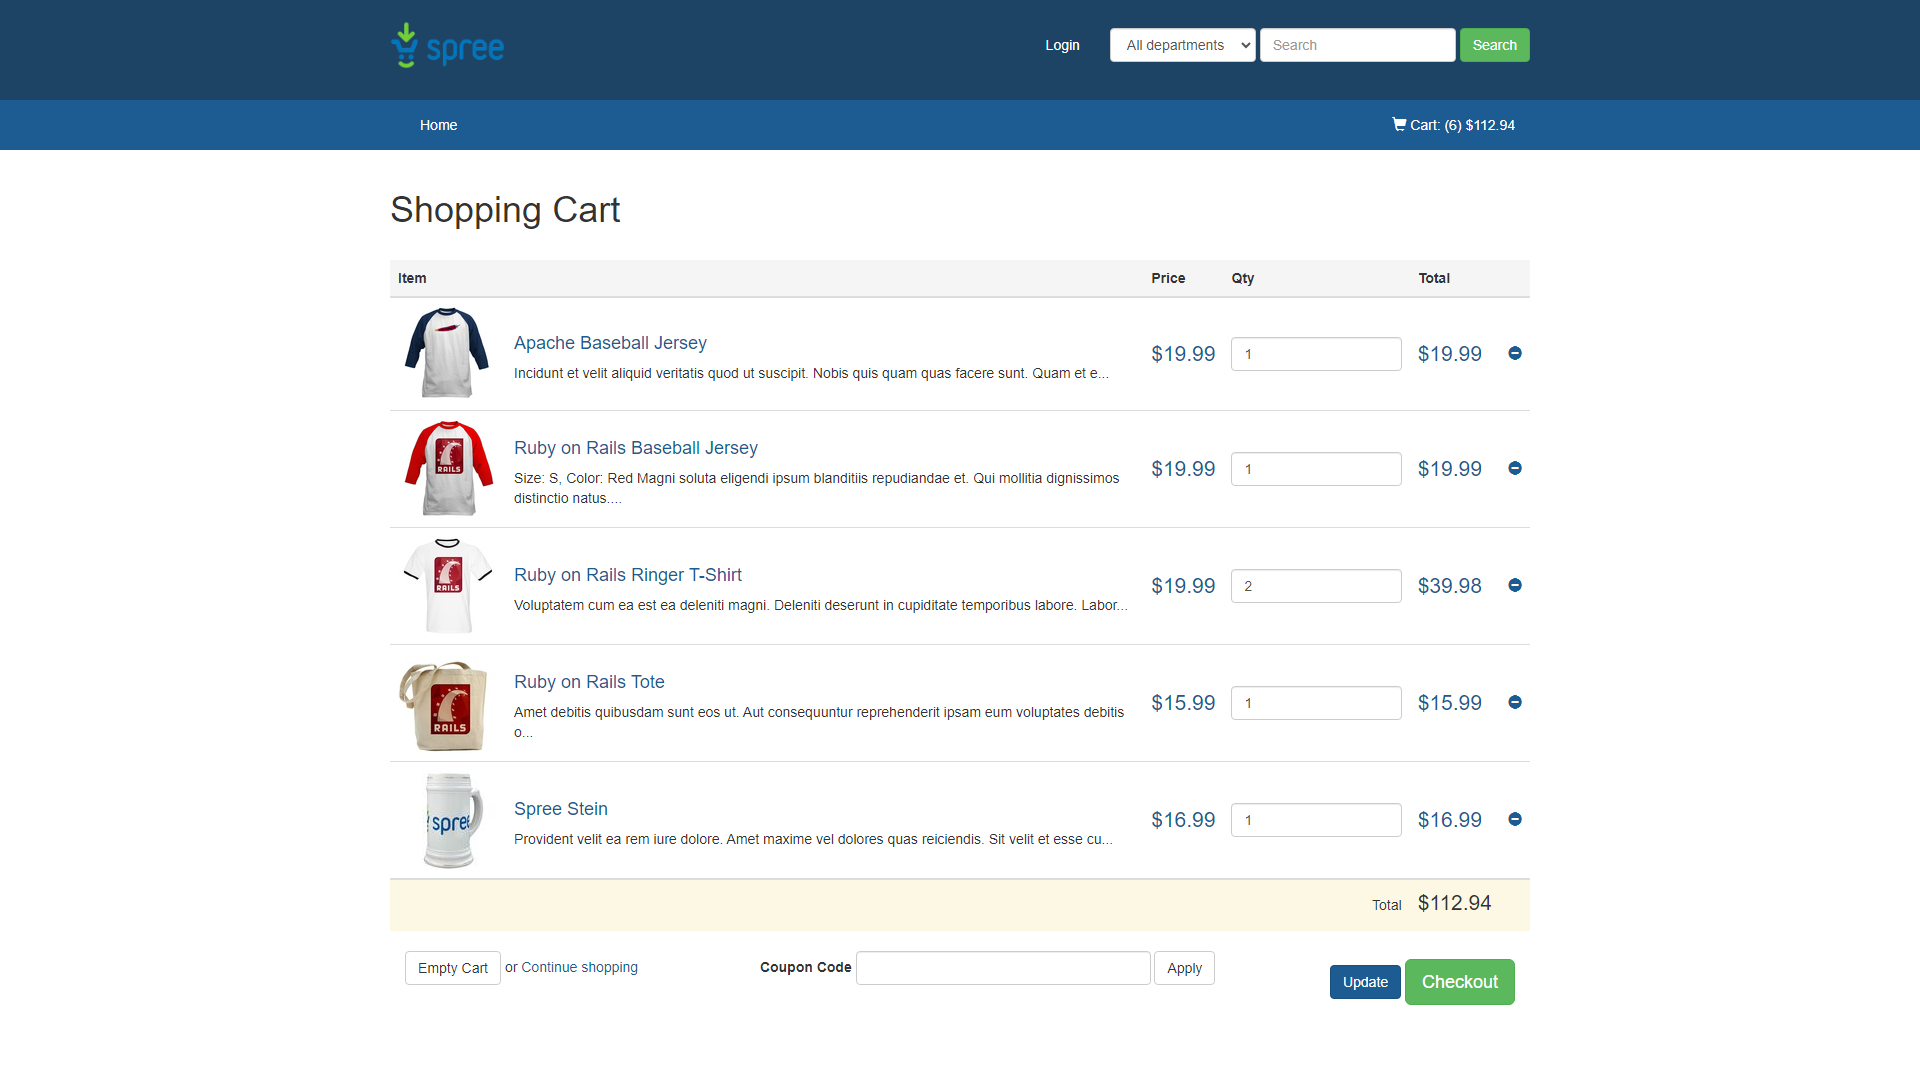 spree
Login
All departments
Search
Search
Home
Cart: (6) $112.94
Shopping Cart
Item Price Qty Total
Apache Baseball Jersey
Incidunt et velit aliquid veritatis quod ut suscipit. Nobis quis quam quas facere sunt. Quam et e...
$19.99 1 $19.99
RAILS
Ruby on Rails Baseball Jersey
Size: S, Color: Red Magni soluta eligendi ipsum blanditiis repudiandae et. Qui mollitia dignissimos
distinctio natus....
$19.99 1 $19.99
RAILS
Ruby on Rails Ringer T-Shirt
Voluptatem cum ea est ea deleniti magni. Deleniti deserunt in cupiditate temporibus labore. Labor...
$19.99 2 $39.98
RAILS
Ruby on Rails Tote
Amet debitis quibusdam sunt eos ut. Aut consequuntur reprehenderit ipsam eum voluptates debitis
o...
$15.99 1 $15.99
spree
Spree Stein
Provident velit ea rem iure dolore. Amet maxime vel dolores quas reiciendis. Sit velit et esse cu...
$16.99 1 $16.99
Total $112.94
Empty Cart or Continue shopping
Coupon Code
Apply
Update
Checkout